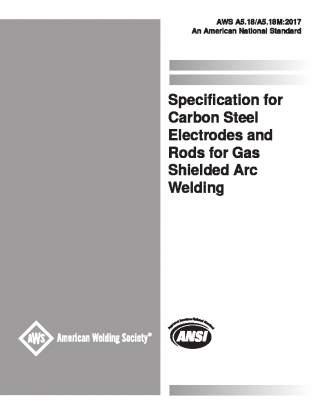 AWS A5.18/A5.18M:2017
An American National Standard
Specification for
Carbon Steel
Electrodes and
Rods for Gas
Shielded Arc
Welding
AWS
American Welding Society®
ANSI